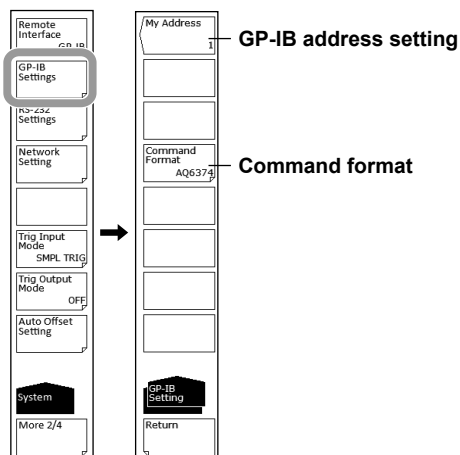 Remote
Interface
GP-IB
GP-IB
Settings
RS-232
Settings
Network
Setting
Trig Input
Mode
SMPL TRIG
Trig Output
Mode
OFF
Auto Offset
Setting
System
More 2/4
My Address
1
GP-IB address setting
Command
Format
AQ6374
Command format
GP-IB
Setting
Return